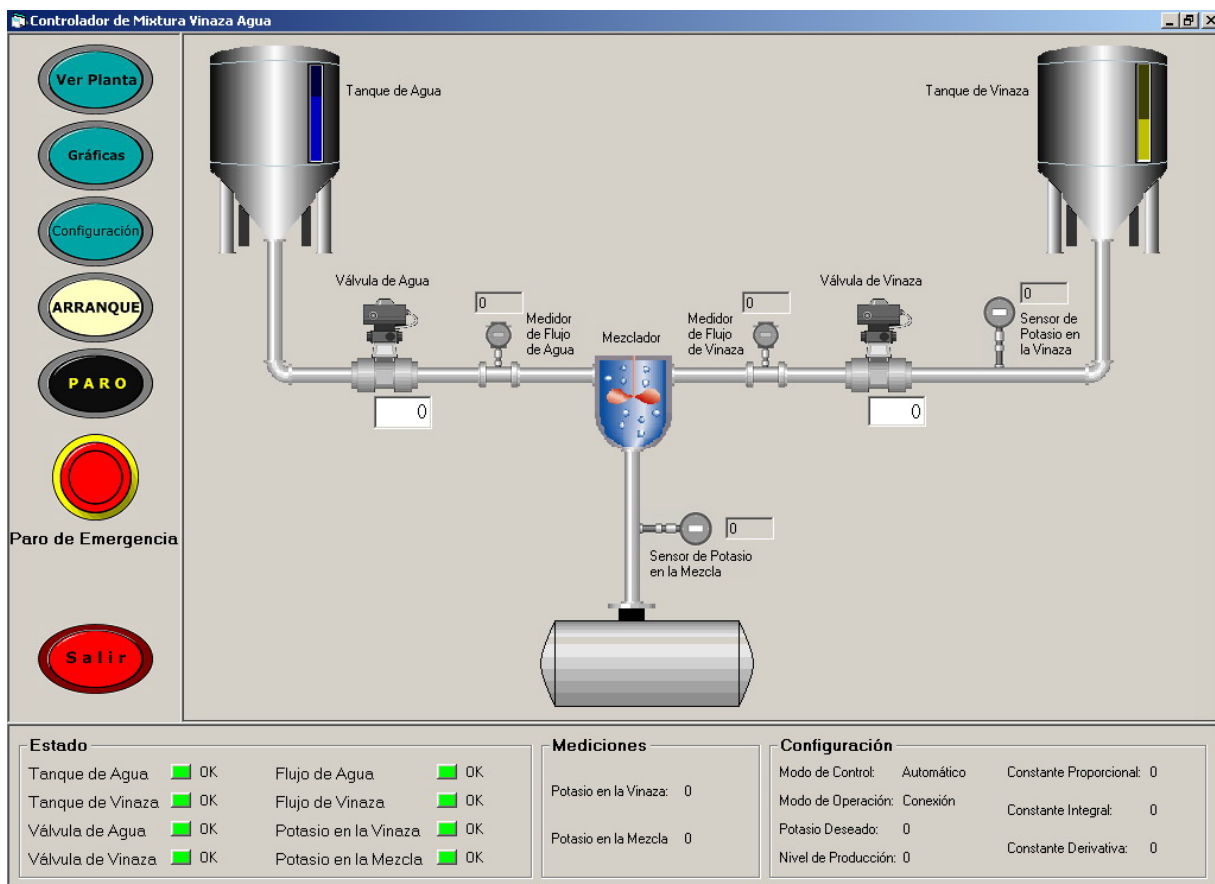 Controlador de Mixtura Vinaza Agua
Ver Planta
Gráficas
Configuración
ARRANQUE
PARO
Paro de Emergencia
Salir
Tanque de Agua
Tanque de Vinaza
Válvula de Agua
0
Medidor
de Flujo
de Agua
0
Mezclador
Medidor
de Flujo
de Vinaza
0
Válvula de Vinaza
0
Sensor de
Potasio en
la Vinaza
0
0
Sensor de Potasio
en la Mezcla
Estado
Tanque de Agua OK
Tanque de Vinaza OK
Válvula de Agua OK
Válvula de Vinaza OK
Flujo de Agua OK
Flujo de Vinaza OK
Potasio en la Vinaza OK
Potasio en la Mezcla OK
Mediciones
Potasio en la Vinaza: 0
Potasio en la Mezcla 0
Configuración
Modo de Control: Automático
Modo de Operación: Conexión
Potasio Deseado: 0
Nivel de Producción: 0
Constante Proporcional: 0
Constante Integral: 0
Constante Derivativa: 0